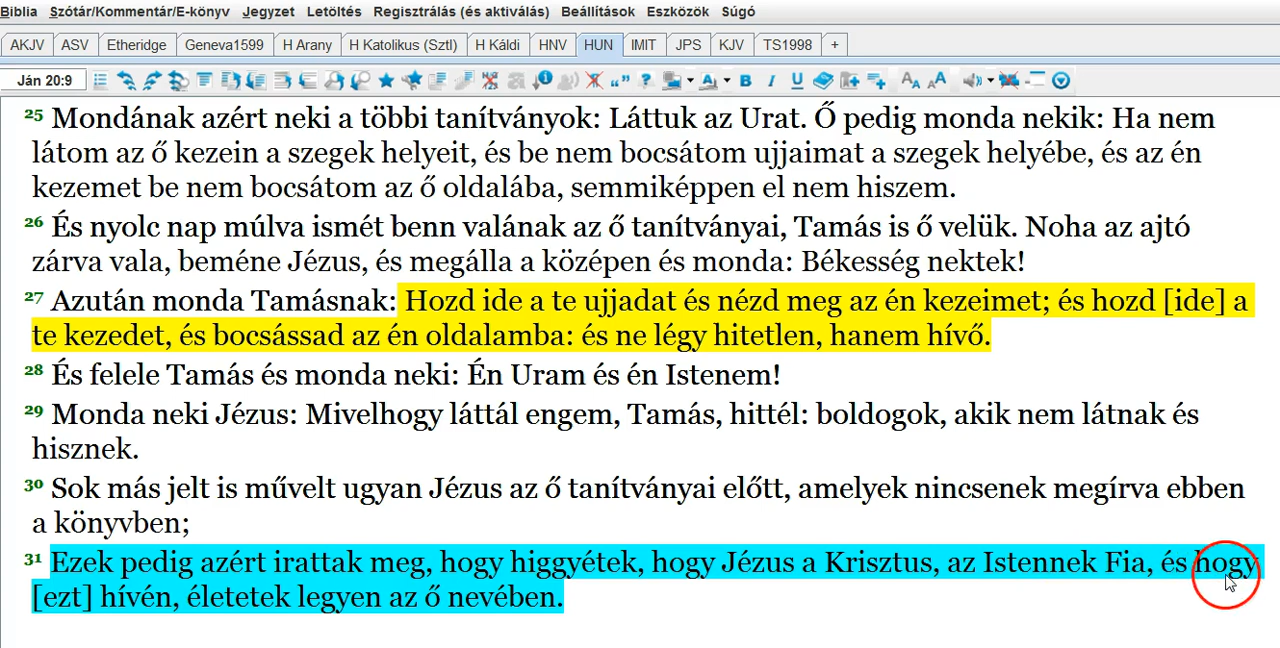 Biblia Szótár/Kommentár/E-könyv Jegyzet Letöltés Regisztrálás (és aktiválás) Beállítások Eszközök Súgó
AKJV ASV Etheridge Geneva1599 H Arany H Katolikus (Sztl) H Káldi HNV HUN IMIT JPS KJV TS1998 +
Ján 20:9
25 Mondának azért neki a többi tanítványok: Láttuk az Urat. Ő pedig monda nekik: Ha nem
látom az ő kezein a szegek helyeit, és be nem bocsátom ujjaimat a szegek helyébe, és az én
kezemet be nem bocsátom az ő oldalába, semmiképpen el nem hiszem.
26 És nyolc nap múlva ismét benn valának az ő tanítványai, Tamás is ő velük. Noha az ajtó
zárva vala, beméne Jézus, és megálla a középen és monda: Békesség nektek!
27 Azután monda Tamásnak: Hozd ide a te ujjadat és nézd meg az én kezeimet; és hozd [ide] a
te kezedet, és bocsássad az én oldalamba: és ne légy hitetlen, hanem hívő.
28 És felele Tamás és monda neki: Én Uram és én Istenem!
29 Monda neki Jézus: Mivelhogy láttál engem, Tamás, hittél: boldogok, akik nem látnak és
hisznek.
30 Sok más jelt is művelt ugyan Jézus az ő tanítványai előtt, amelyek nincsenek megírva ebben
a könyvben;
31 Ezek pedig azért irattak meg, hogy higgyétek, hogy Jézus a Krisztus, az Istennek Fia, és hogy
[ezt] hívén, életetek legyen az ő nevében.